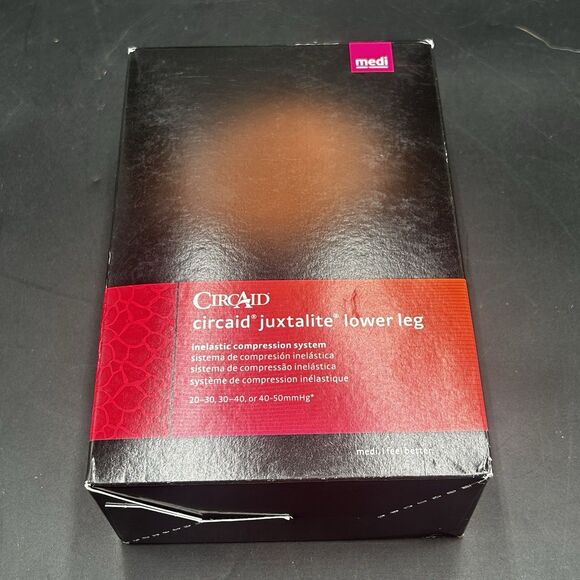 medi
CIRCAID
circaid® juxtalite® lower leg
inelastic compression system
sistema de compresión inelástica
sistema de compressão inelástica
système de compression inélastique
20–30, 30–40, or 40-50mmHg*
medi. I feel better.